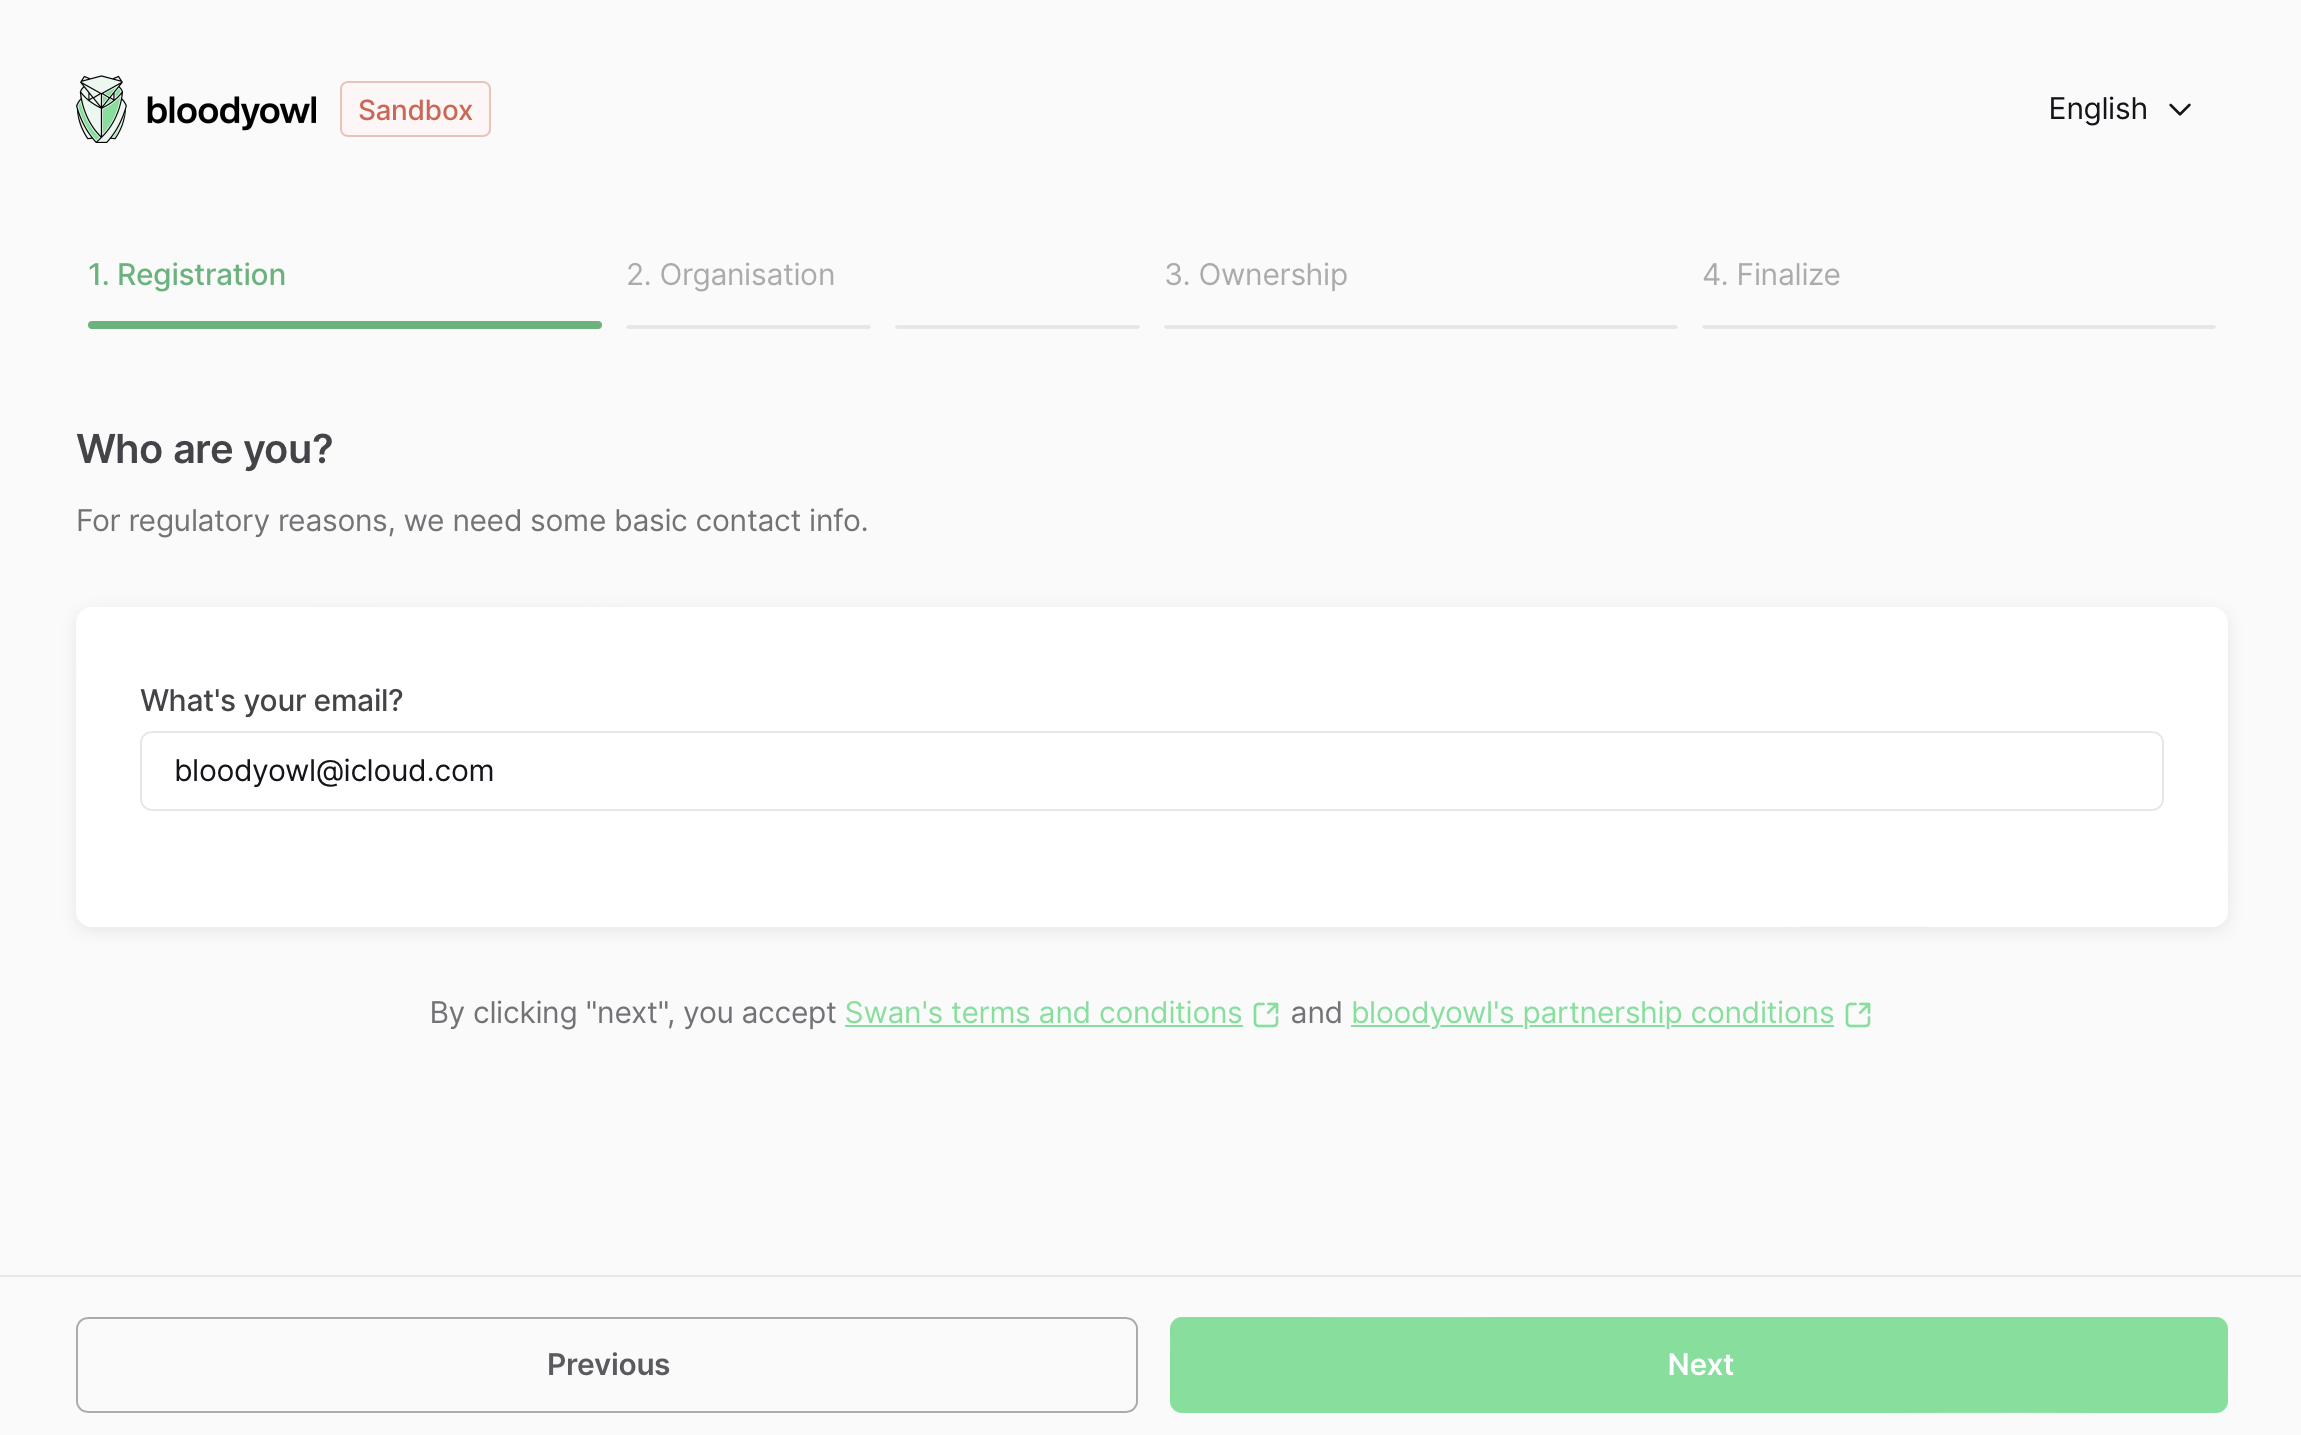 bloodyowl Sandbox English
1. Registration 2. Organisation 3. Ownership 4. Finalize
Who are you?
For regulatory reasons, we need some basic contact info.
What's your email?
bloodyowl@icloud.com
By clicking "next", you accept Swan's terms and conditions and bloodyowl's partnership conditions
Previous Next